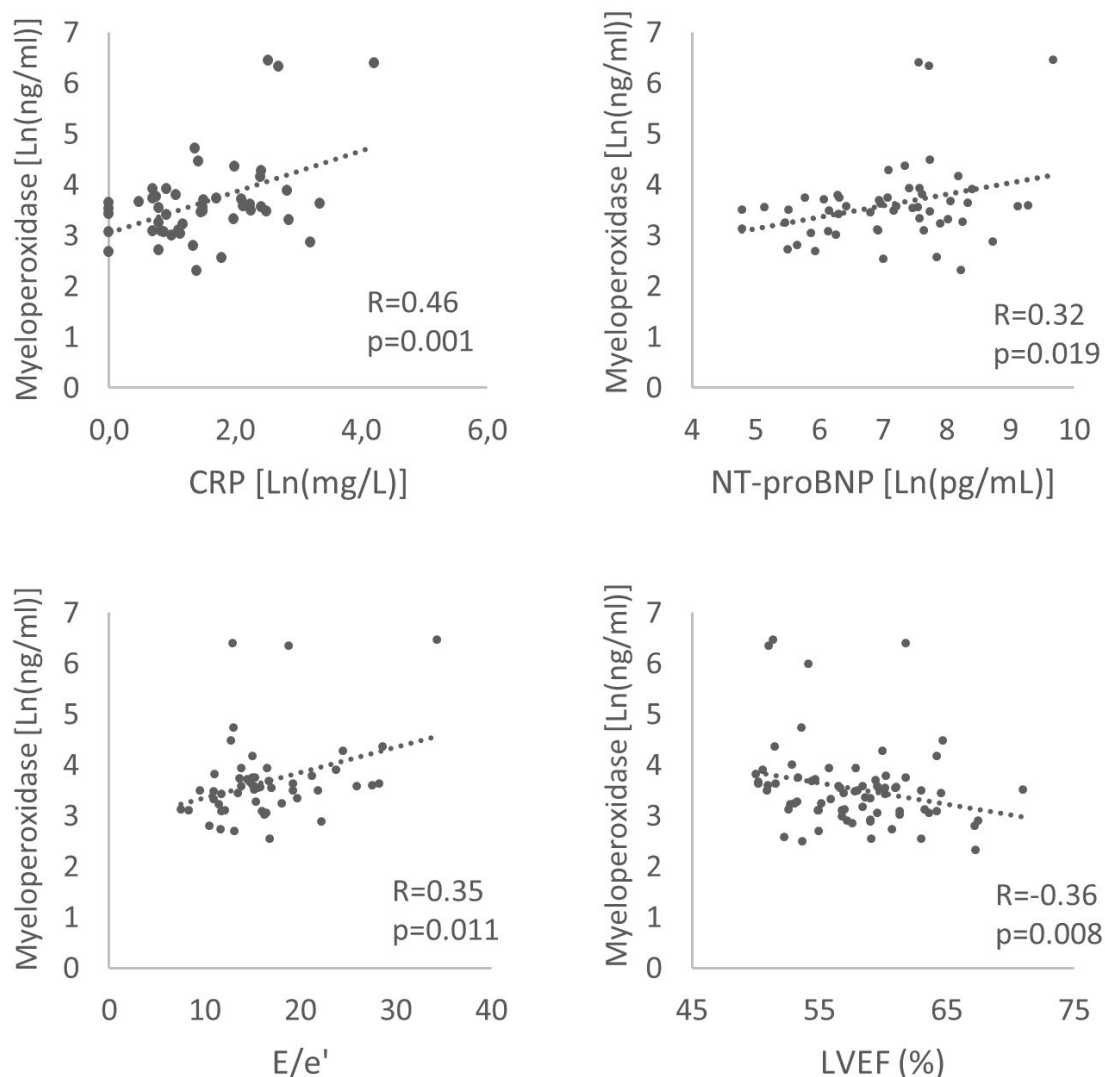 Myeloperoxidase [Ln(ng/ml)]
7
6
5
4
3
2
1
0
R=0.46
p=0.001
0,0 2,0 4,0 6,0
CRP [Ln(mg/L)]
Myeloperoxidase [Ln(ng/ml)]
7
6
5
4
3
2
1
0
R=0.32
p=0.019
4 5 6 7 8 9 10
NT-proBNP [Ln(pg/mL)]
Myeloperoxidase [Ln(ng/ml)]
7
6
5
4
3
2
1
0
R=0.35
p=0.011
0 10 20 30 40
E/e'
Myeloperoxidase [Ln(ng/ml)]
7
6
5
4
3
2
1
0
R=-0.36
p=0.008
45 55 65 75
LVEF (%)